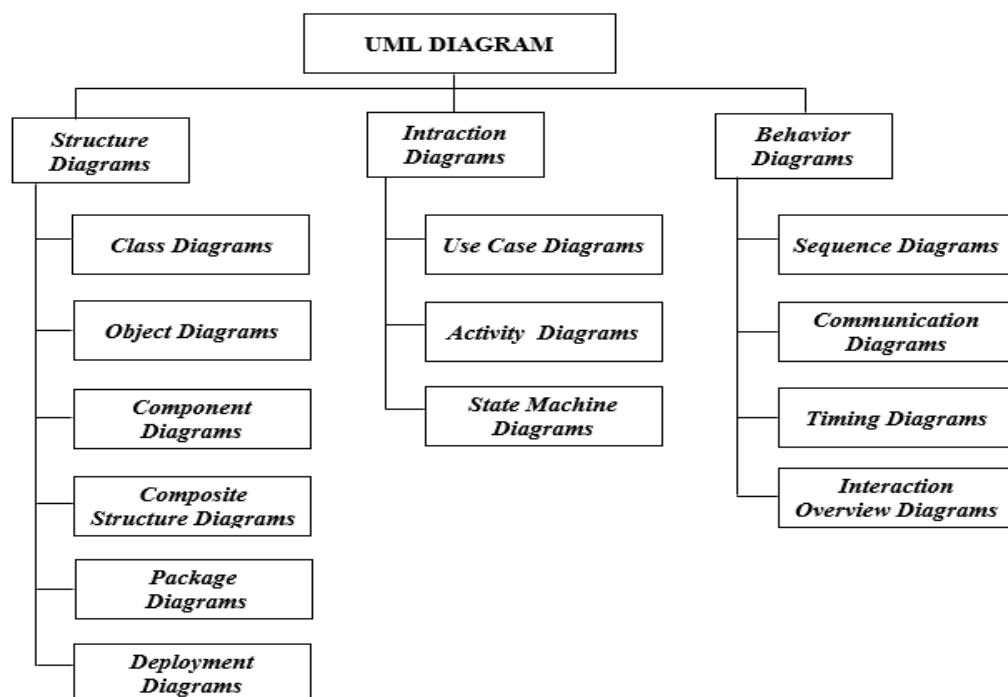 UML DIAGRAM
Structure
Diagrams
Class Diagrams
Object Diagrams
Component
Diagrams
Composite
Structure Diagrams
Package
Diagrams
Deployment
Diagrams
Intraction
Diagrams
Use Case Diagrams
Activity Diagrams
State Machine
Diagrams
Behavior
Diagrams
Sequence Diagrams
Communication
Diagrams
Timing Diagrams
Interaction
Overview Diagrams